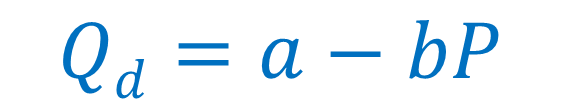 Q_d = a − bP